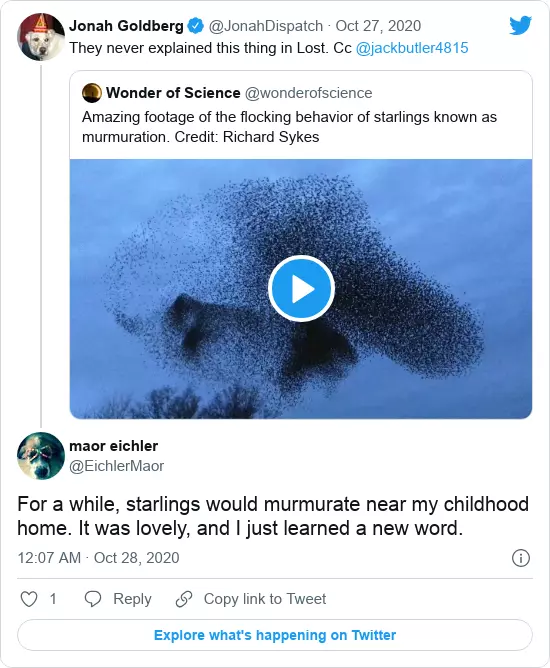 Jonah Goldberg @JonahDispatch · Oct 27, 2020
They never explained this thing in Lost. Cc @jackbutler4815
Wonder of Science @wonderofscience
Amazing footage of the flocking behavior of starlings known as
murmuration. Credit: Richard Sykes
maor eichler
@EichlerMaor
For a while, starlings would murmurate near my childhood
home. It was lovely, and I just learned a new word.
12:07 AM · Oct 28, 2020
1 Reply Copy link to Tweet
Explore what's happening on Twitter